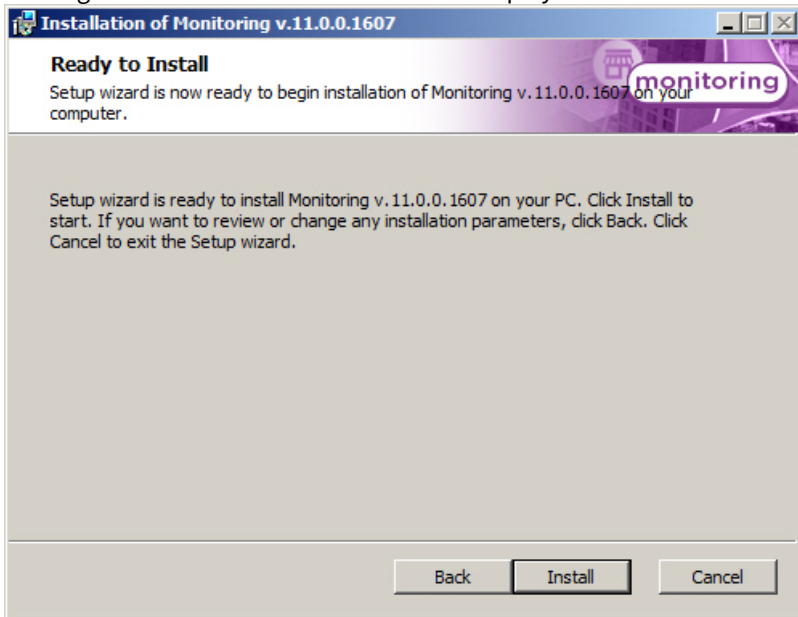 Installation of Monitoring v.11.0.0.1607
Ready to Install
Setup wizard is now ready to begin installation of Monitoring v.11.0.0.1607 on your
computer.
monitoring
Setup wizard is ready to install Monitoring v.11.0.0.1607 on your PC. Click Install to
start. If you want to review or change any installation parameters, click Back. Click
Cancel to exit the Setup wizard.
Back Install Cancel